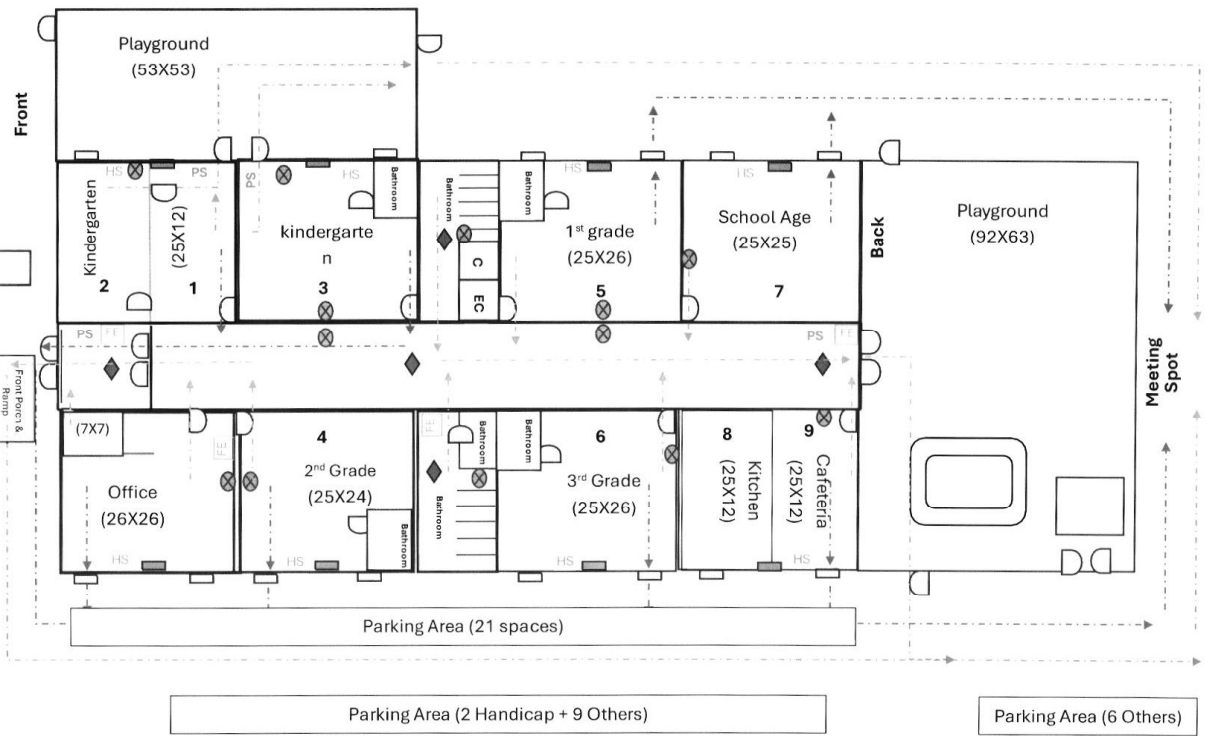 Front
Playground
(53X53)
HS
PS
PS
HS
Bathroom
Bathroom
Bathroom
HS
HS
Kindergarten
2
(25X12)
1
kindergarte
n
3
C
EC
1st grade
(25X26)
5
School Age
(25X25)
7
Back
Playground
(92X63)
PS
FE
PS
FE
Front Porch &
Ramp
Meeting
Spot
(7X7)
Office
(26X26)
FE
HS
4
2nd Grade
(25X24)
Bathroom
HS
FE
Bathroom
Bathroom
Bathroom
6
3rd Grade
(25X26)
HS
8
Kitchen
(25X12)
9
Cafeteria
(25X12)
HS
Parking Area (21 spaces)
Parking Area (2 Handicap + 9 Others)
Parking Area (6 Others)